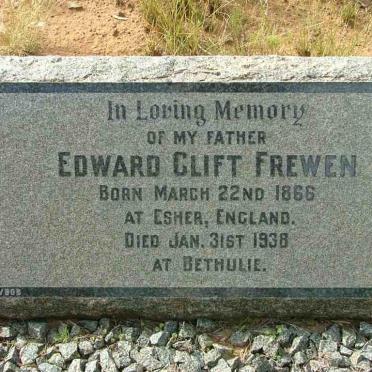 In Loving Memory
OF MY FATHER
EDWARD CLIFT FREWEN
BORN MARCH 22ND 1866
AT ESHER, ENGLAND.
DIED JAN. 31ST 1938
AT BETHULIE.